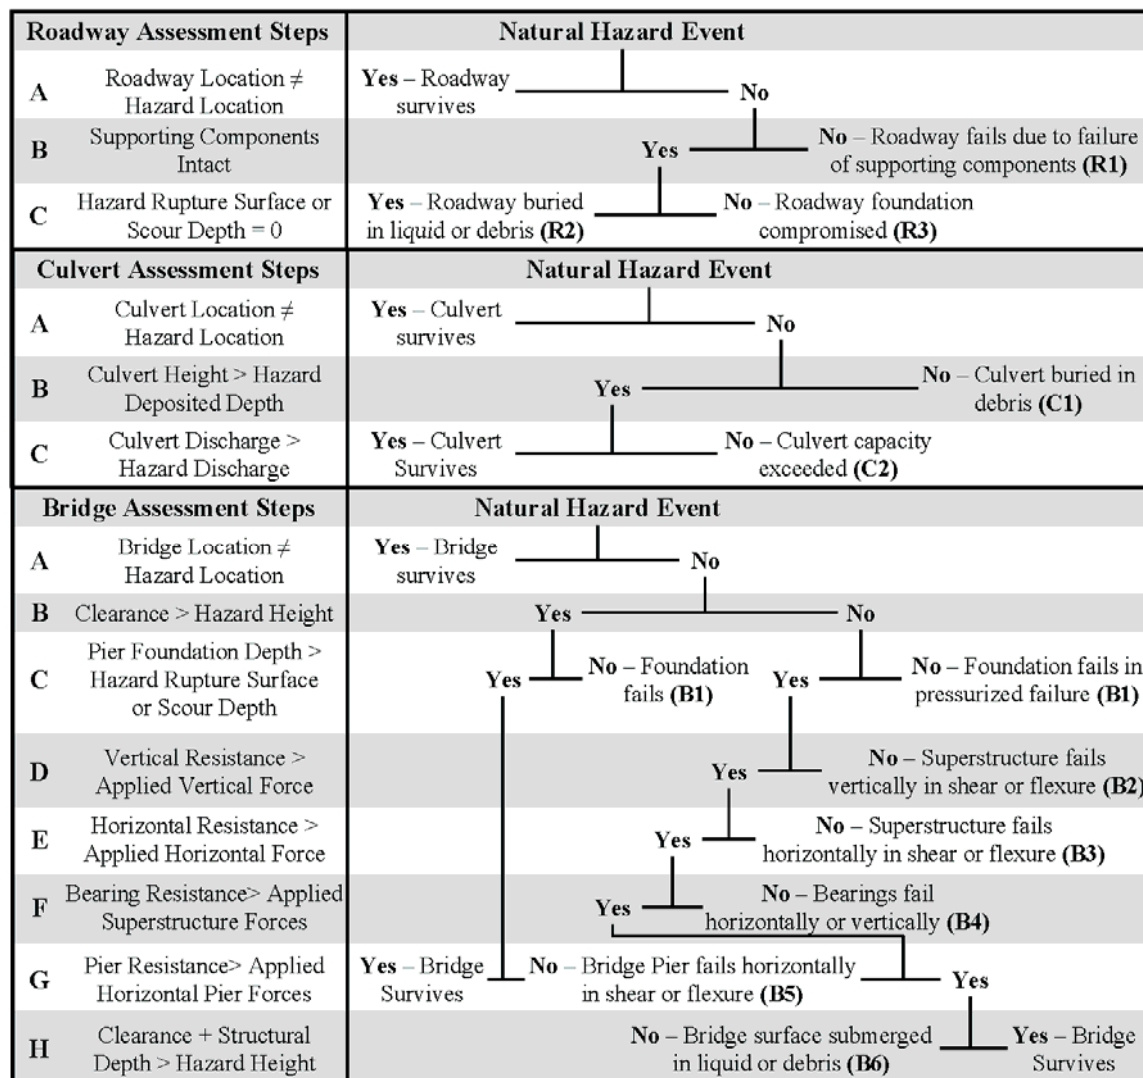 Roadway Assessment Steps
Natural Hazard Event
A
Roadway Location ≠
Hazard Location
Yes – Roadway
survives
No
B
Supporting Components
Intact
Yes
No – Roadway fails due to failure
of supporting components (R1)
C
Hazard Rupture Surface or
Scour Depth = 0
Yes – Roadway buried
in liquid or debris (R2)
No – Roadway foundation
compromised (R3)
Culvert Assessment Steps
Natural Hazard Event
A
Culvert Location ≠
Hazard Location
Yes – Culvert
survives
No
B
Culvert Height > Hazard
Deposited Depth
Yes
No – Culvert buried in
debris (C1)
C
Culvert Discharge >
Hazard Discharge
Yes – Culvert
Survives
No – Culvert capacity
exceeded (C2)
Bridge Assessment Steps
Natural Hazard Event
A
Bridge Location ≠
Hazard Location
Yes – Bridge
survives
No
B
Clearance > Hazard Height
Yes
No
C
Pier Foundation Depth >
Hazard Rupture Surface
or Scour Depth
Yes
No – Foundation
fails (B1)
Yes
No – Foundation fails in
pressurized failure (B1)
D
Vertical Resistance >
Applied Vertical Force
Yes
No – Superstructure fails
vertically in shear or flexure (B2)
E
Horizontal Resistance >
Applied Horizontal Force
Yes
No – Superstructure fails
horizontally in shear or flexure (B3)
F
Bearing Resistance> Applied
Superstructure Forces
Yes
No – Bearings fail
horizontally or vertically (B4)
G
Pier Resistance> Applied
Horizontal Pier Forces
Yes – Bridge
Survives
No – Bridge Pier fails horizontally
in shear or flexure (B5)
Yes
H
Clearance + Structural
Depth > Hazard Height
No – Bridge surface submerged
in liquid or debris (B6)
Yes – Bridge
Survives